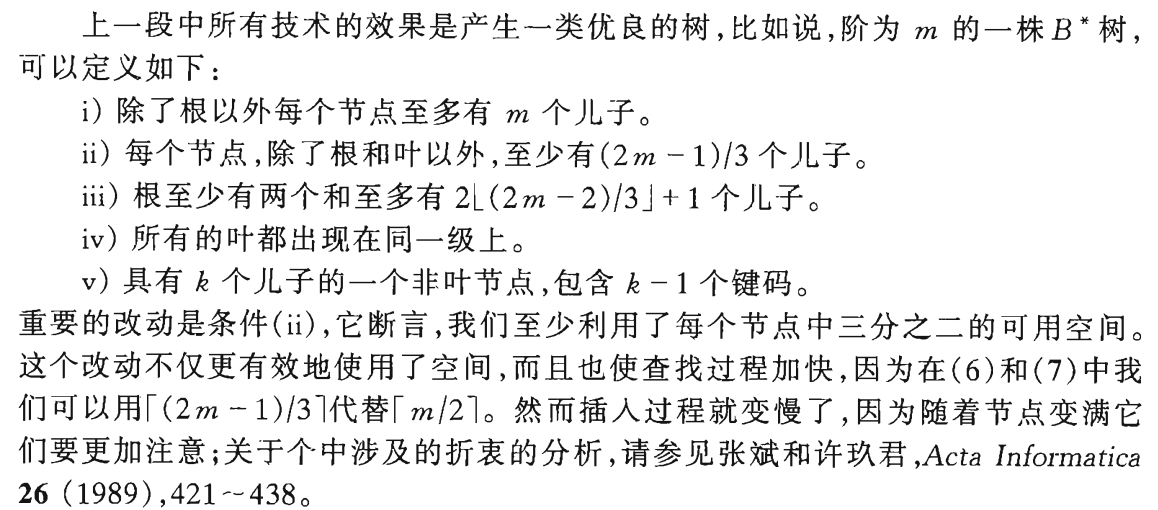 上一段中所有技术的效果是产生一类优良的树,比如说,阶为 m 的一株 B* 树,
可以定义如下:
i) 除了根以外每个节点至多有 m 个儿子。
ii) 每个节点,除了根和叶以外,至少有(2m－1)/3 个儿子。
iii) 根至少有两个和至多有 2⌊(2m－2)/3⌋＋1 个儿子。
iv) 所有的叶都出现在同一级上。
v) 具有 k 个儿子的一个非叶节点,包含 k－1 个键码。
重要的改动是条件(ii),它断言,我们至少利用了每个节点中三分之二的可用空间。
这个改动不仅更有效地使用了空间,而且也使查找过程加快,因为在(6)和(7)中我
们可以用⌈(2m－1)/3⌉代替⌈m/2⌉。然而插入过程就变慢了,因为随着节点变满它
们要更加注意;关于个中涉及的折衷的分析,请参见张斌和许玖君,Acta Informatica
26 (1989),421～438。